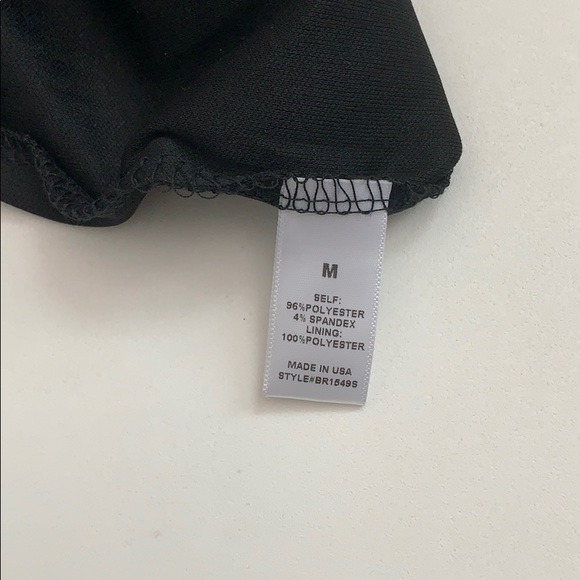 M
SELF:
96%POLYESTER
4% SPANDEX
LINING:
100%POLYESTER
MADE IN USA
STYLE#BR1549S